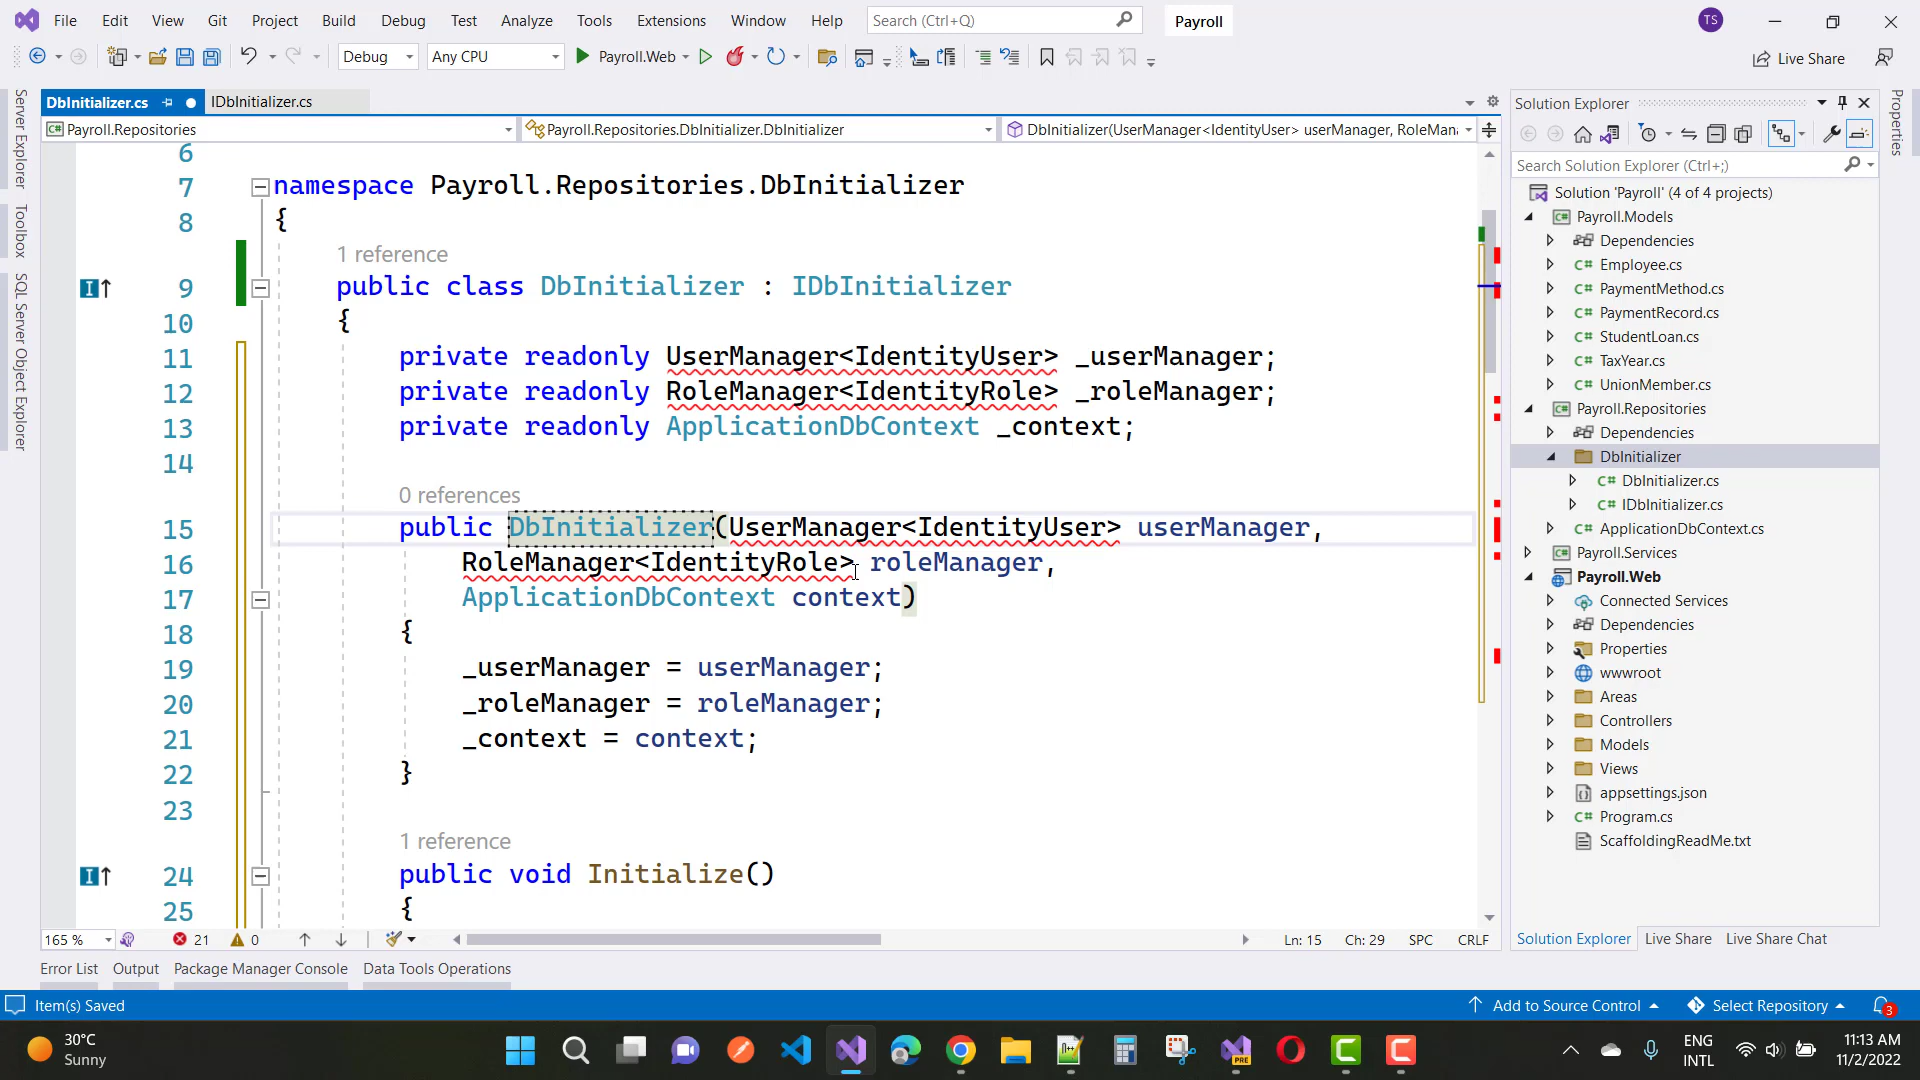 File Edit View Git Project Build Debug Test Analyze Tools Extensions Window Help Search (Ctrl+Q) Payroll TS
Debug Any CPU Payroll.Web Live Share
DbInitializer.cs IDbInitializer.cs
Payroll.Repositories Payroll.Repositories.DbInitializer.DbInitializer DbInitializer(UserManager<IdentityUser> userManager, RoleMan
6
7 namespace Payroll.Repositories.DbInitializer
8 {
1 reference
9 public class DbInitializer : IDbInitializer
10 {
11 private readonly UserManager<IdentityUser> _userManager;
12 private readonly RoleManager<IdentityRole> _roleManager;
13 private readonly ApplicationDbContext _context;
14
0 references
15 public DbInitializer(UserManager<IdentityUser> userManager,
16 RoleManager<IdentityRole> roleManager,
17 ApplicationDbContext context)
18 {
19 _userManager = userManager;
20 _roleManager = roleManager;
21 _context = context;
22 }
23
1 reference
24 public void Initialize()
25 {
165 % 21 0 Ln: 15 Ch: 29 SPC CRLF
Error List Output Package Manager Console Data Tools Operations
Item(s) Saved Add to Source Control Select Repository 3
Server Explorer
Toolbox
SQL Server Object Explorer
Solution Explorer
Search Solution Explorer (Ctrl+;)
Solution 'Payroll' (4 of 4 projects)
C# Payroll.Models
Dependencies
C# Employee.cs
C# PaymentMethod.cs
C# PaymentRecord.cs
C# StudentLoan.cs
C# TaxYear.cs
C# UnionMember.cs
C# Payroll.Repositories
Dependencies
DbInitializer
C# DbInitializer.cs
C# IDbInitializer.cs
C# ApplicationDbContext.cs
C# Payroll.Services
Payroll.Web
Connected Services
Dependencies
Properties
wwwroot
Areas
Controllers
Models
Views
appsettings.json
C# Program.cs
ScaffoldingReadMe.txt
Solution Explorer Live Share Live Share Chat
Properties
30°C
Sunny
PRE
ENG
INTL
11:13 AM
11/2/2022